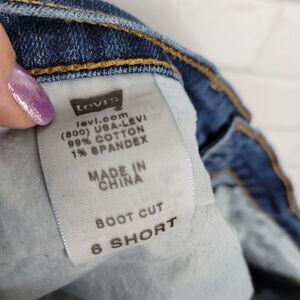 Levi's
levi.com
(800) USA-LEVI
99% COTTON
1% SPANDEX
MADE IN
CHINA
BOOT CUT
6 SHORT